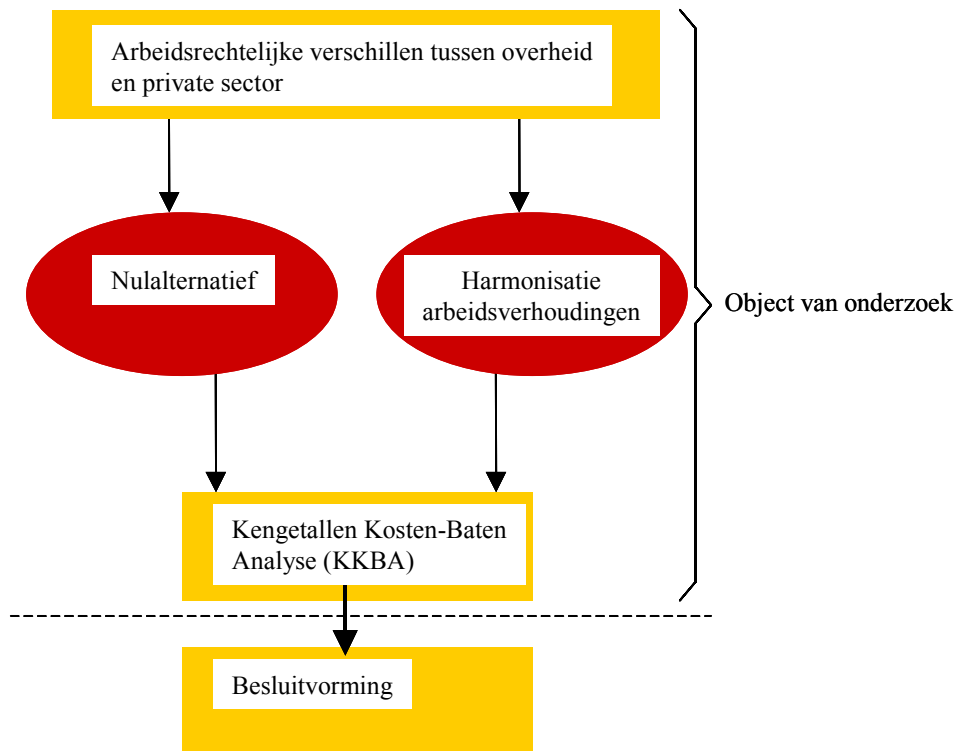 Arbeidsrechtelijke verschillen tussen overheid
en private sector
Nulalternatief
Harmonisatie
arbeidsverhoudingen
Object van onderzoek
Kengetallen Kosten-Baten
Analyse (KKBA)
Besluitvorming